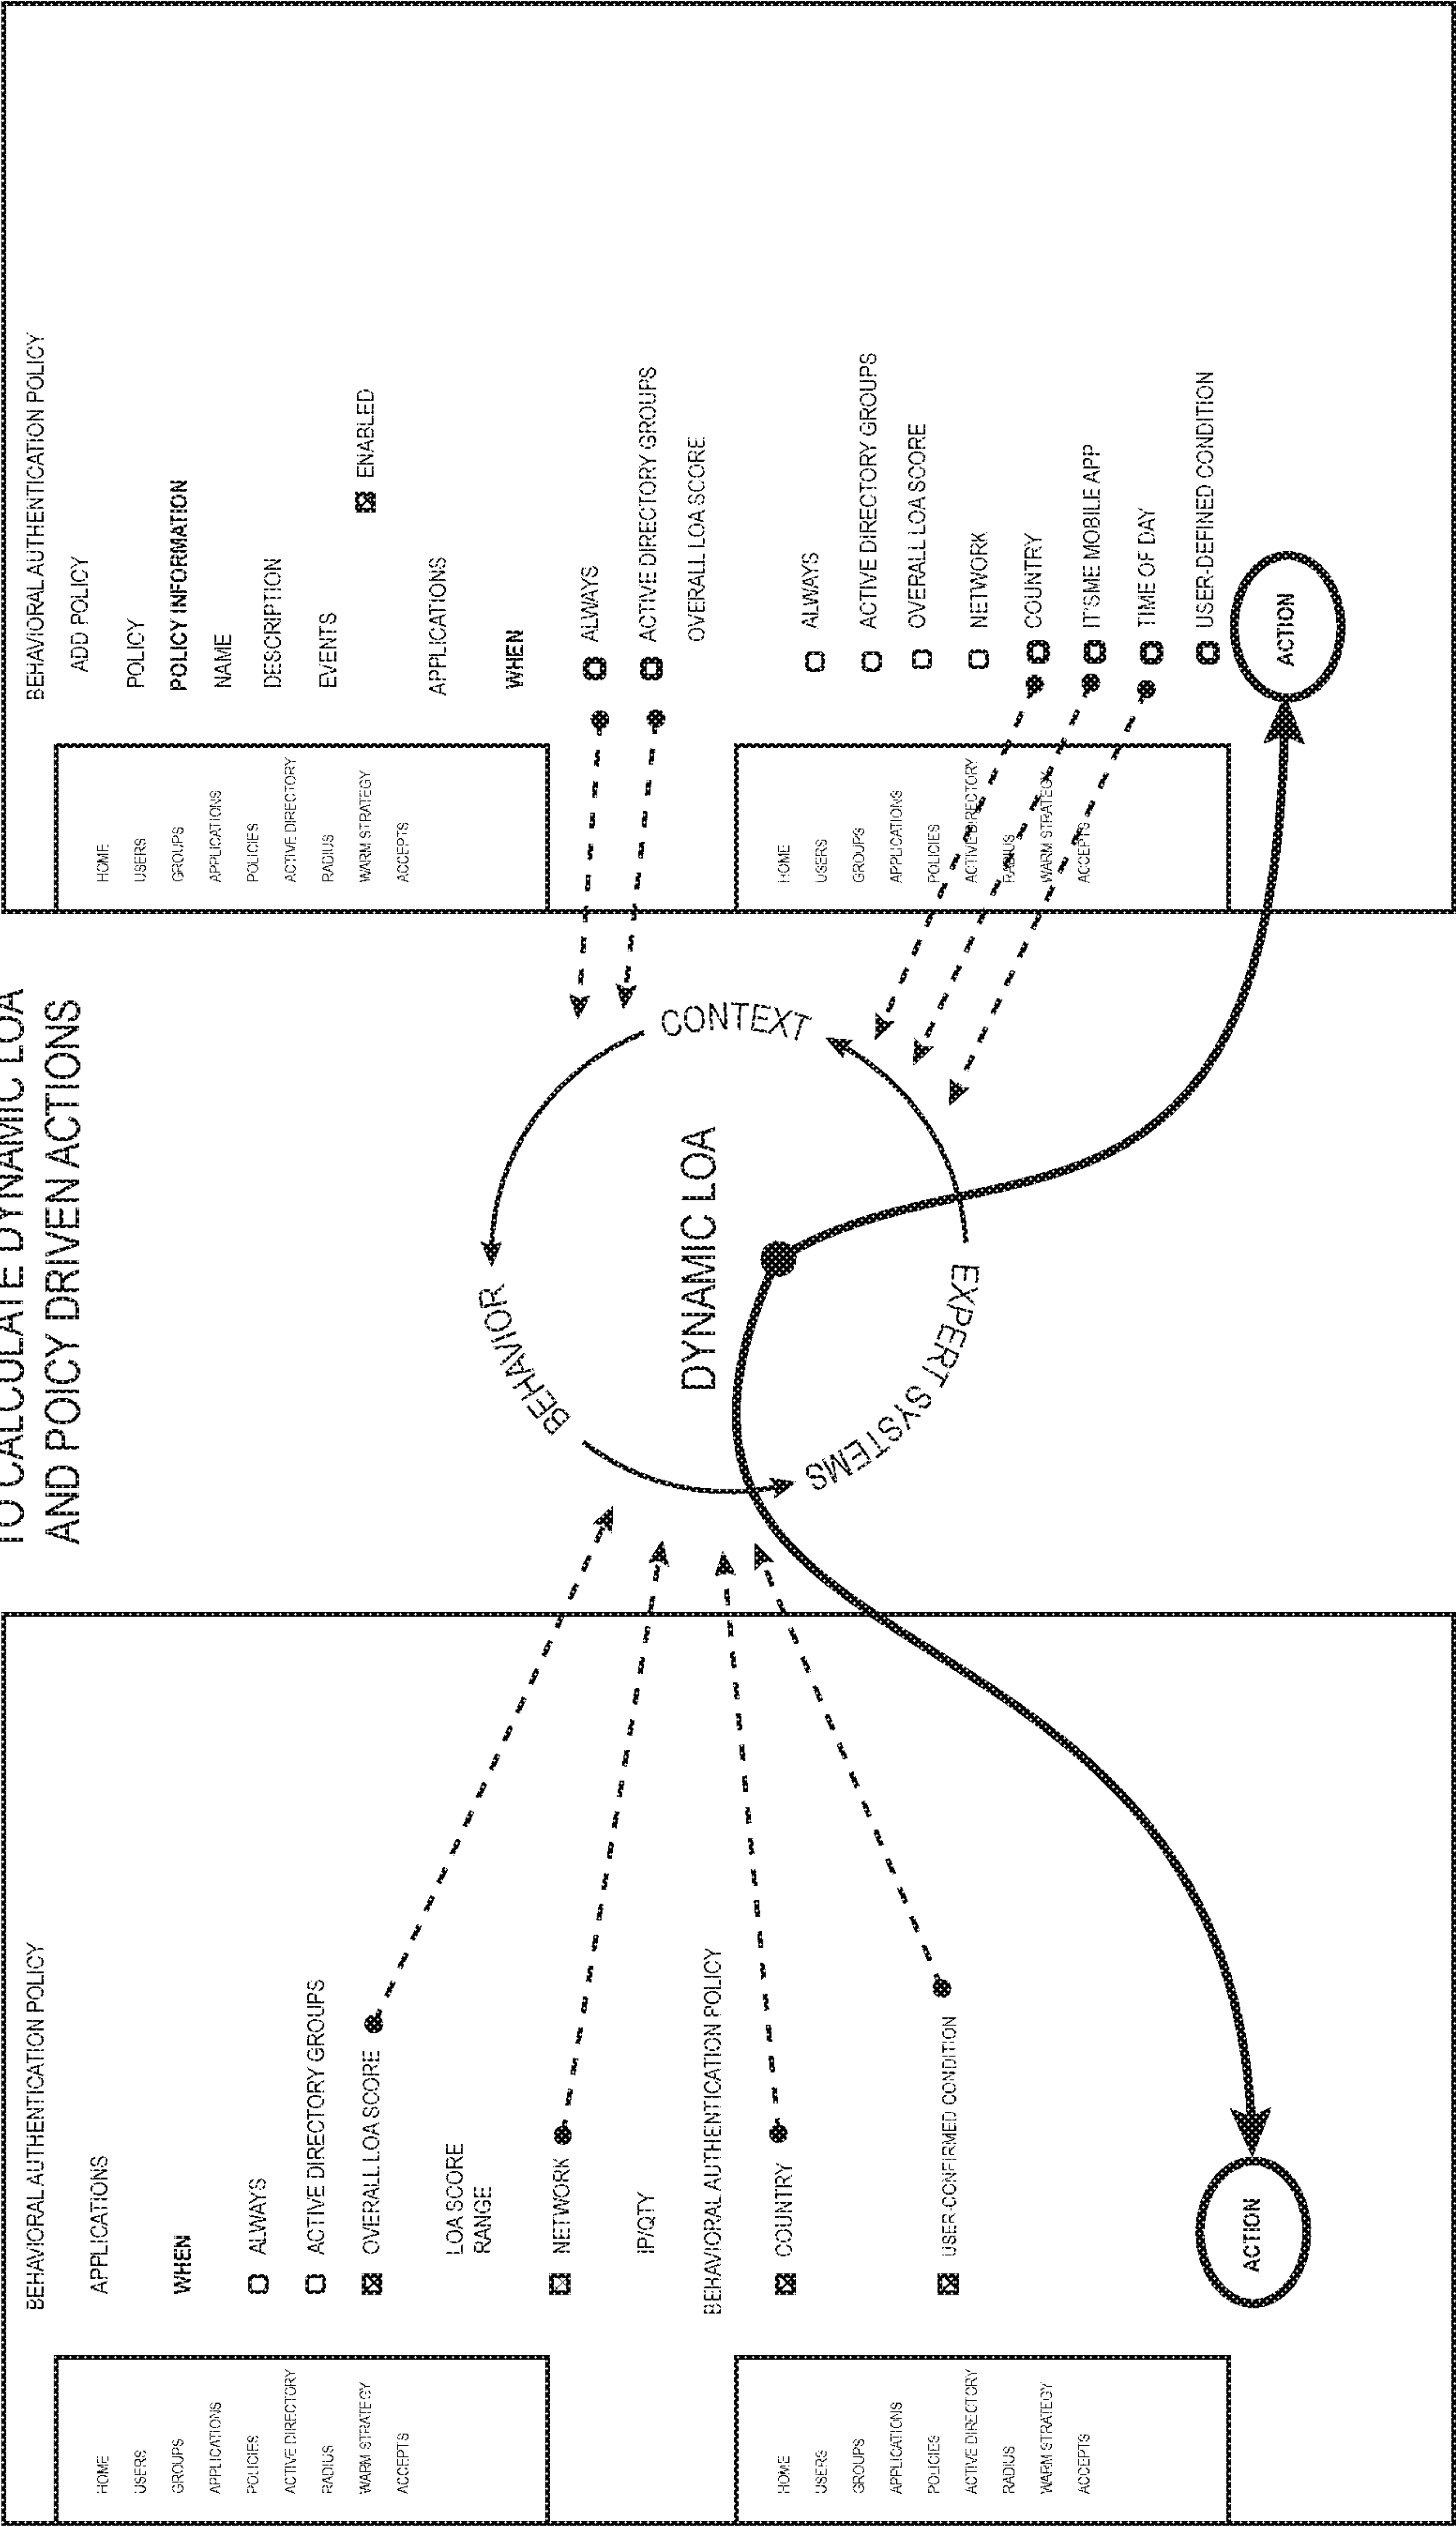 TO CALCULATE DYNAMIC LOA
AND POICY DRIVEN ACTIONS
BEHAVIORAL AUTHENTICATION POLICY
HOME
USERS
GROUPS
APPLICATIONS
POLICIES
ACTIVE DIRECTORY
RADIUS
WARM STRATEGY
ACCEPTS
APPLICATIONS
WHEN
ALWAYS
ACTIVE DIRECTORY GROUPS
OVERALL LOA SCORE
LOA SCORE
RANGE
NETWORK
IP/QTY
BEHAVIORAL AUTHENTICATION POLICY
HOME
USERS
GROUPS
APPLICATIONS
POLICIES
ACTIVE DIRECTORY
RADIUS
WARM STRATEGY
ACCEPTS
COUNTRY
USER-CONFIRMED CONDITION
ACTION
BEHAVIOR
CONTEXT
DYNAMIC LOA
EXPERT SYSTEMS
BEHAVIORAL AUTHENTICATION POLICY
HOME
USERS
GROUPS
APPLICATIONS
POLICIES
ACTIVE DIRECTORY
RADIUS
WARM STRATEGY
ACCEPTS
ADD POLICY
POLICY
POLICY INFORMATION
NAME
DESCRIPTION
EVENTS
ENABLED
APPLICATIONS
WHEN
ALWAYS
ACTIVE DIRECTORY GROUPS
OVERALL LOA SCORE
HOME
USERS
GROUPS
APPLICATIONS
POLICIES
ACTIVE DIRECTORY
RADIUS
WARM STRATEGY
ACCEPTS
ALWAYS
ACTIVE DIRECTORY GROUPS
OVERALL LOA SCORE
NETWORK
COUNTRY
IT'SME MOBILE APP
TIME OF DAY
USER-DEFINED CONDITION
ACTION